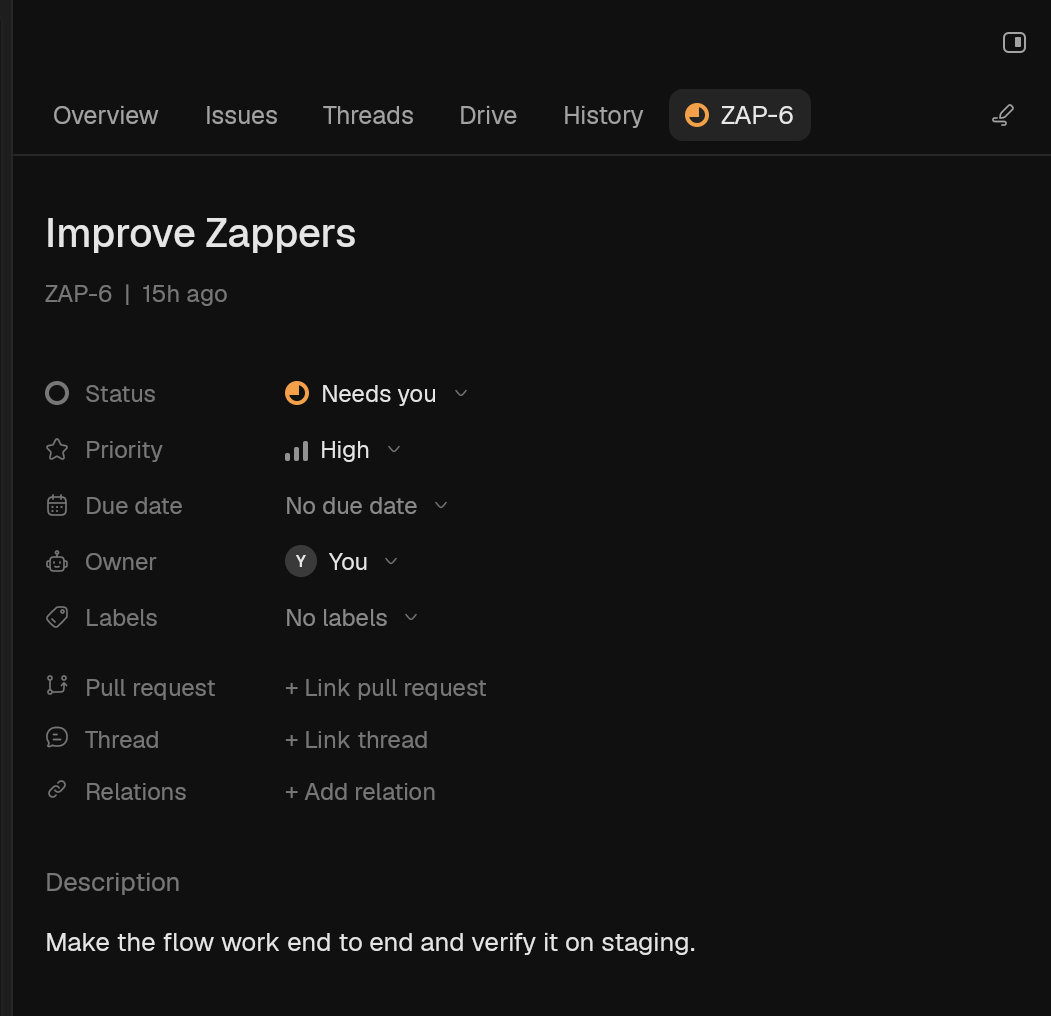 Overview Issues Threads Drive History ZAP-6
Improve Zappers
ZAP-6 | 15h ago
Status Needs you
Priority High
Due date No due date
Owner Y You
Labels No labels
Pull request + Link pull request
Thread + Link thread
Relations + Add relation
Description
Make the flow work end to end and verify it on staging.